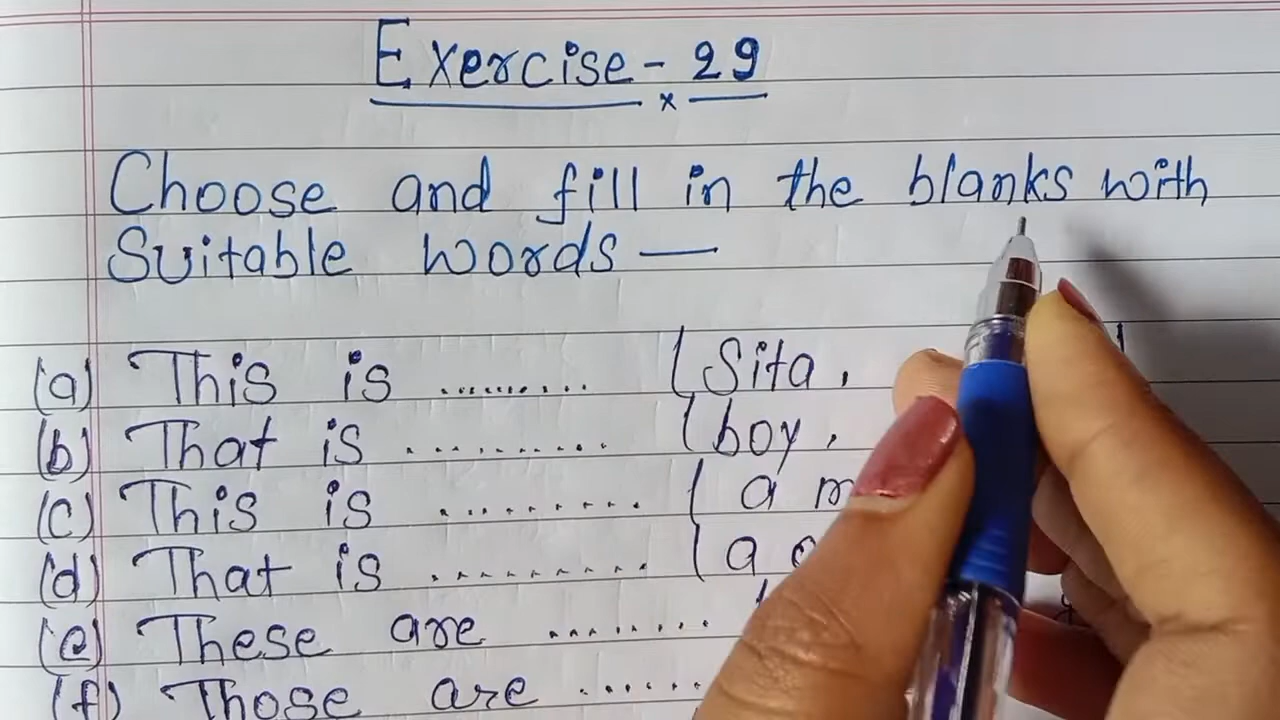 Exercise - 29
Choose and fill in the blanks with
Suitable words —
(a) This is .......... (Sita,
(b) That is .......... (boy,
(c) This is .......... (a
(d) That is .......... (a
(e) These are ........
(f) Those are .......